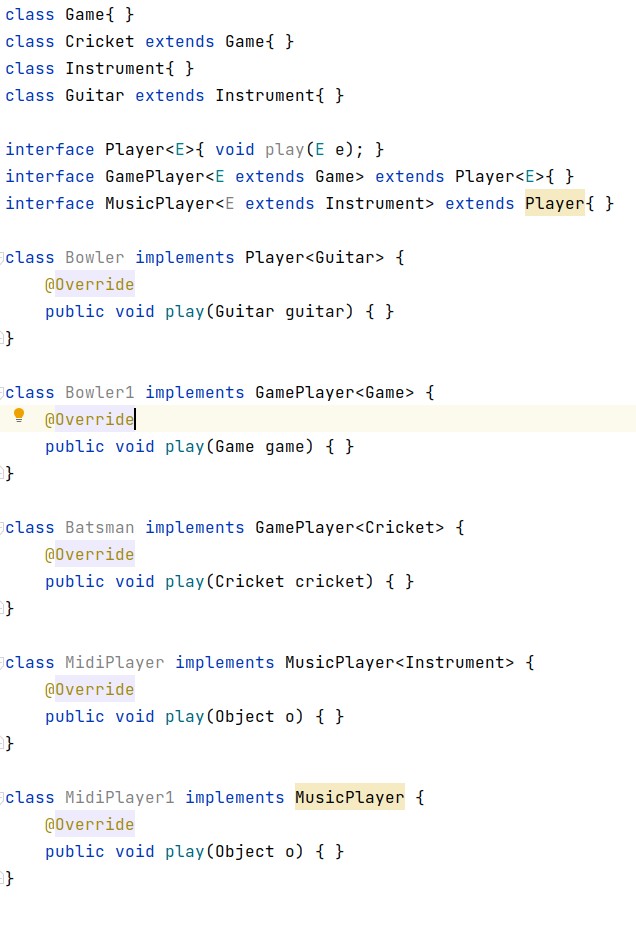 class Game{ }
class Cricket extends Game{ }
class Instrument{ }
class Guitar extends Instrument{ }
interface Player<E>{ void play(E e); }
interface GamePlayer<E extends Game> extends Player<E>{ }
interface MusicPlayer<E extends Instrument> extends Player{ }
class Bowler implements Player<Guitar> {
@Override
public void play(Guitar guitar) { }
}
class Bowler1 implements GamePlayer<Game> {
@Override
public void play(Game game) { }
}
class Batsman implements GamePlayer<Cricket> {
@Override
public void play(Cricket cricket) { }
}
class MidiPlayer implements MusicPlayer<Instrument> {
@Override
public void play(Object o) { }
}
class MidiPlayer1 implements MusicPlayer {
@Override
public void play(Object o) { }
}